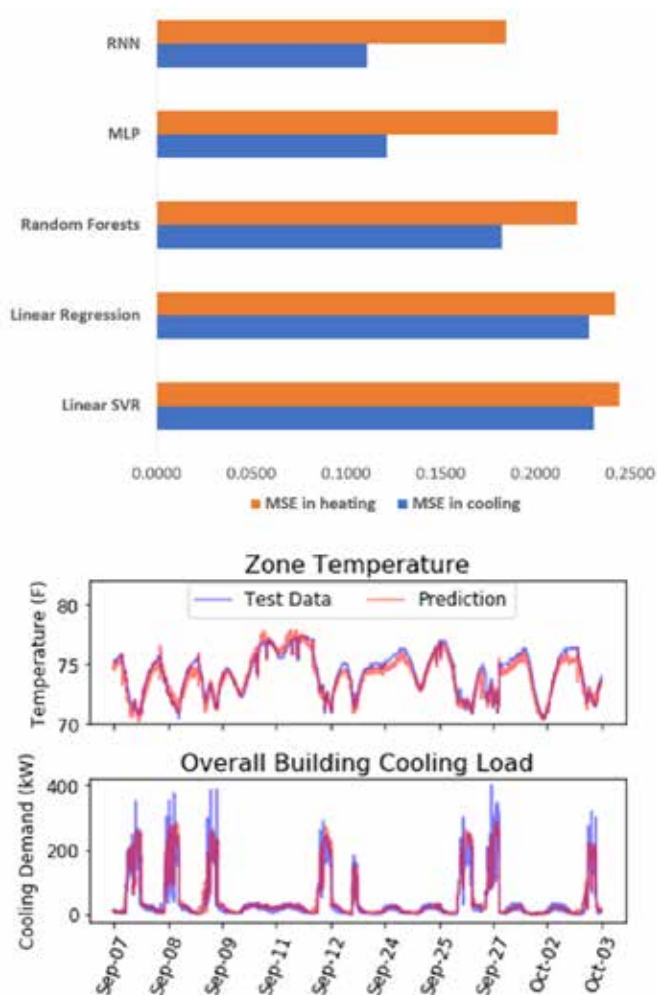 RNN
MLP
Random Forests
Linear Regression
Linear SVR
0.0000 0.0500 0.1000 0.1500 0.2000 0.2500
MSE in heating MSE in cooling
Zone Temperature
Test Data Prediction
Temperature (F)
80
75
70
Overall Building Cooling Load
Cooling Demand (kW)
400
200
0
Sep-07 Sep-08 Sep-09 Sep-11 Sep-12 Sep-24 Sep-25 Sep-27 Oct-02 Oct-03